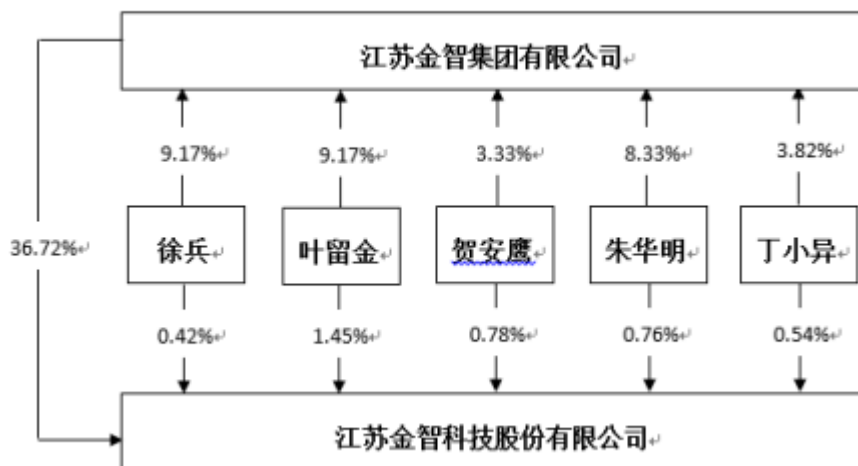 江苏金智集团有限公司
9.17% 9.17% 3.33% 8.33% 3.82%
36.72% 徐兵 叶留金 贺安鹰 朱华明 丁小异
0.42% 1.45% 0.78% 0.76% 0.54%
江苏金智科技股份有限公司